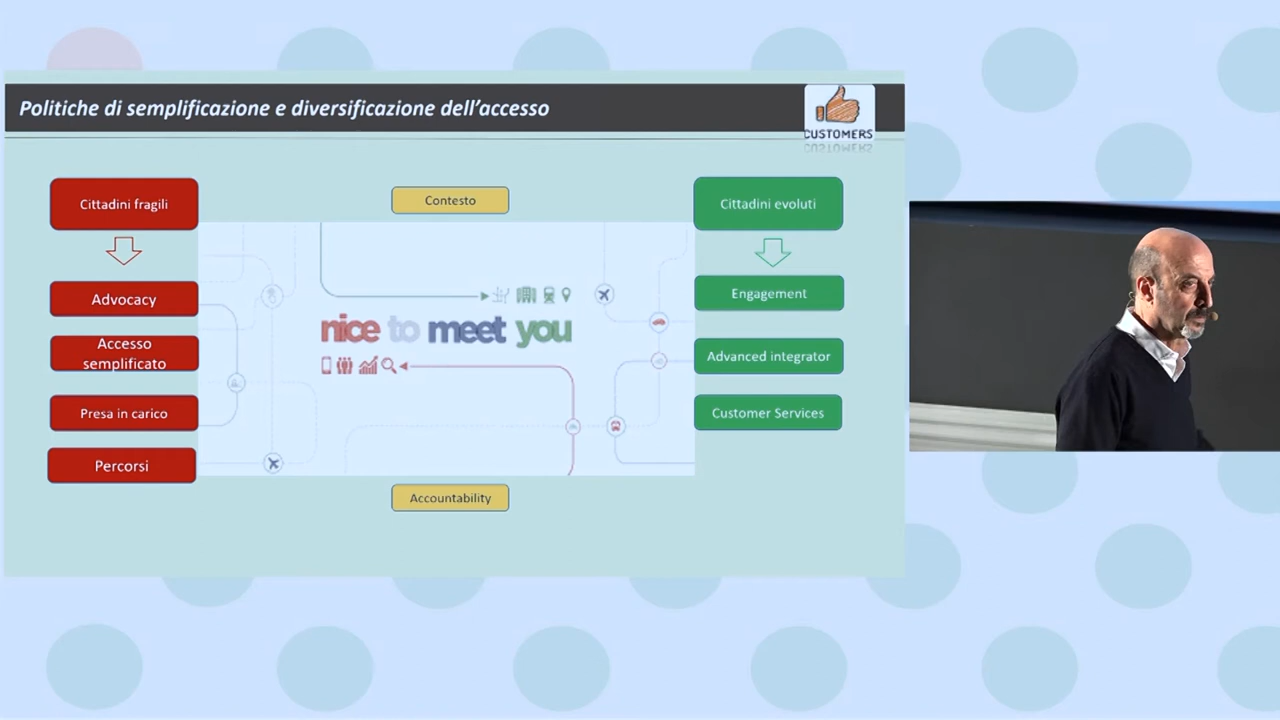 Politiche di semplificazione e diversificazione dell'accesso
CUSTOMERS
Cittadini fragili
Advocacy
Accesso
semplificato
Presa in carico
Percorsi
Contesto
nice to meet you
Accountability
Cittadini evoluti
Engagement
Advanced integrator
Customer Services